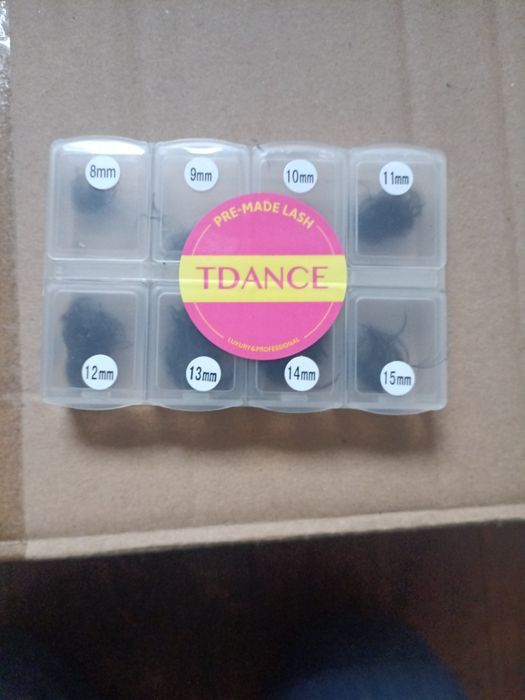 8mm
9mm
10mm
11mm
PRE-MADE LASH
TDANCE
LUXURY&PROFESSIONAL
12mm
13mm
14mm
15mm